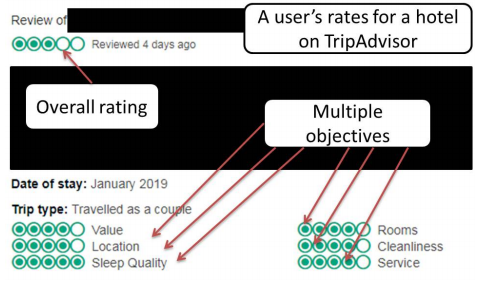 Review of
A user's rates for a hotel
on TripAdvisor
Reviewed 4 days ago
Overall rating
Multiple
objectives
Date of stay: January 2019
Trip type: Travelled as a couple
Value
Rooms
Location
Cleanliness
Sleep Quality
Service